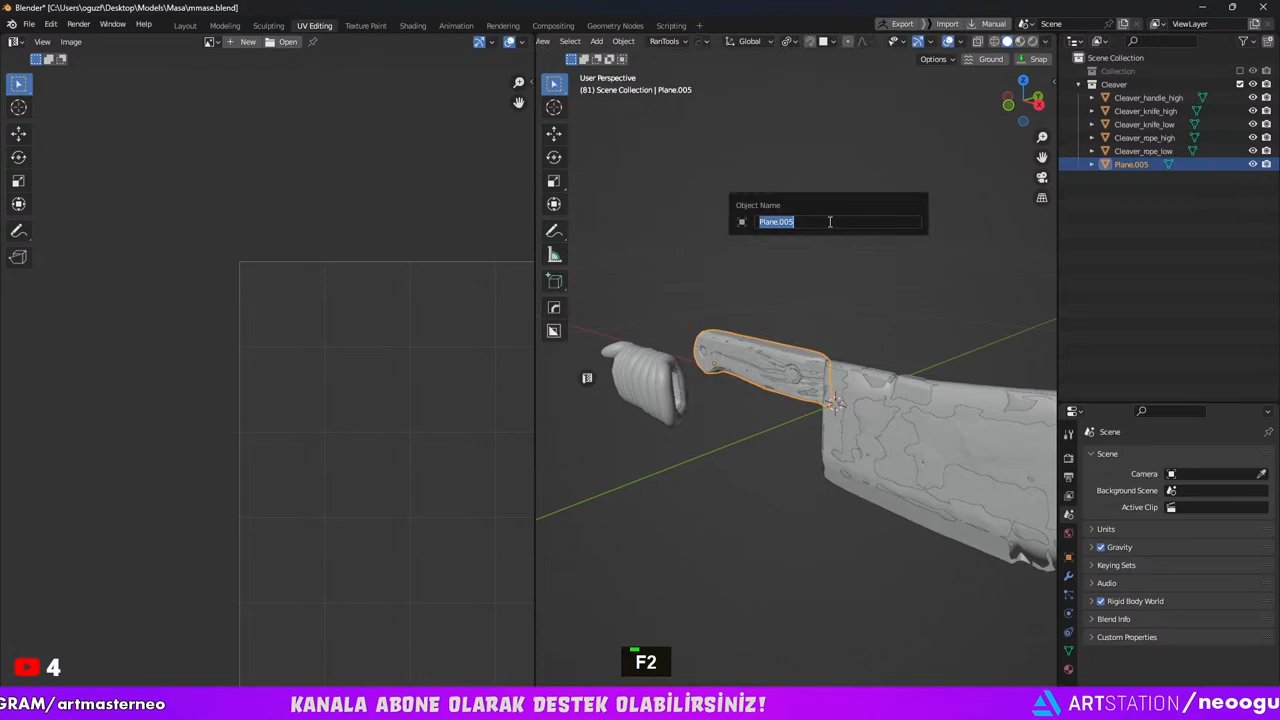 Blender* [C:\Users\oguzf\Desktop\Models\Masa\mmase.blend]
File Edit Render Window Help Layout Modeling Sculpting UV Editing Texture Paint Shading Animation Rendering Compositing Geometry Nodes Scripting Export Import Manual Scene ViewLayer
View Image New Open
View Select Add Object RanTools Global
Options Ground Snap
User Perspective
(81) Scene Collection | Plane.005
Scene Collection
Collection
Cleaver
Cleaver_handle_high
Cleaver_knife_high
Cleaver_knife_low
Cleaver_rope_high
Cleaver_rope_low
Plane.005
Object Name
Plane.005
Scene
Scene
Camera
Background Scene
Active Clip
Units
Gravity
Keying Sets
Audio
Rigid Body World
Blend Info
Custom Properties
F2
4
GRAM/artmasterneo KANALA ABONE OLARAK DESTEK OLABİLİRSİNİZ! ARTSTATION/neoogu